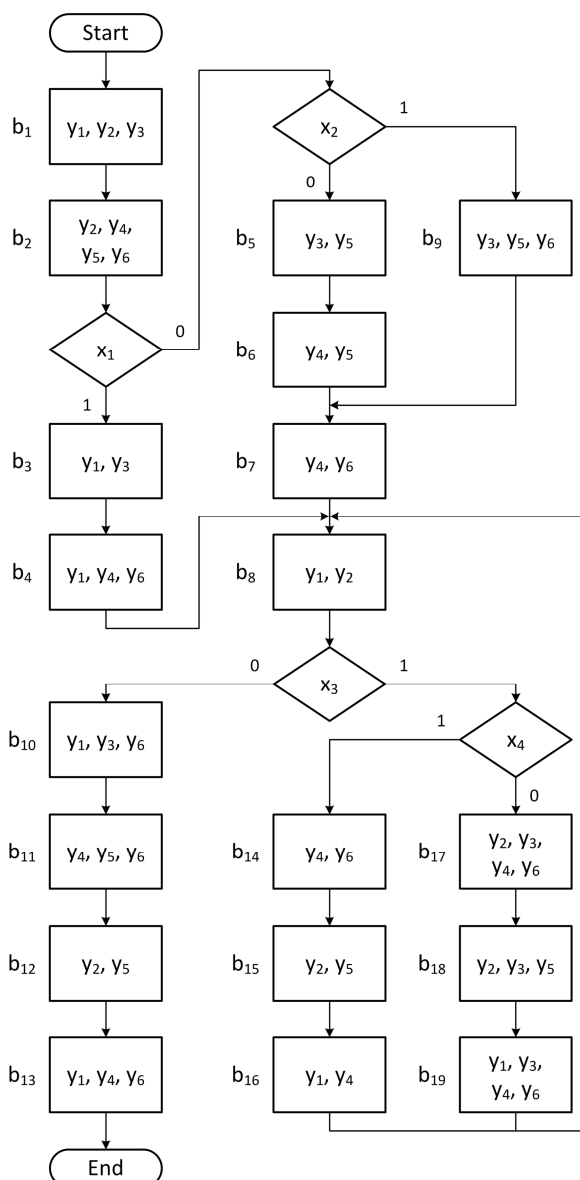 Start
b₁
y₁, y₂, y₃
b₂
y₂, y₄,
y₅, y₆
x₁
0
1
b₃
y₁, y₃
b₄
y₁, y₄, y₆
x₂
1
0
b₅
y₃, y₅
b₉
y₃, y₅, y₆
b₆
y₄, y₅
b₇
y₄, y₆
b₈
y₁, y₂
x₃
0
1
b₁₀
y₁, y₃, y₆
b₁₁
y₄, y₅, y₆
b₁₂
y₂, y₅
b₁₃
y₁, y₄, y₆
End
x₄
1
0
b₁₄
y₄, y₆
b₁₅
y₂, y₅
b₁₆
y₁, y₄
b₁₇
y₂, y₃,
y₄, y₆
b₁₈
y₂, y₃, y₅
b₁₉
y₁, y₃,
y₄, y₆